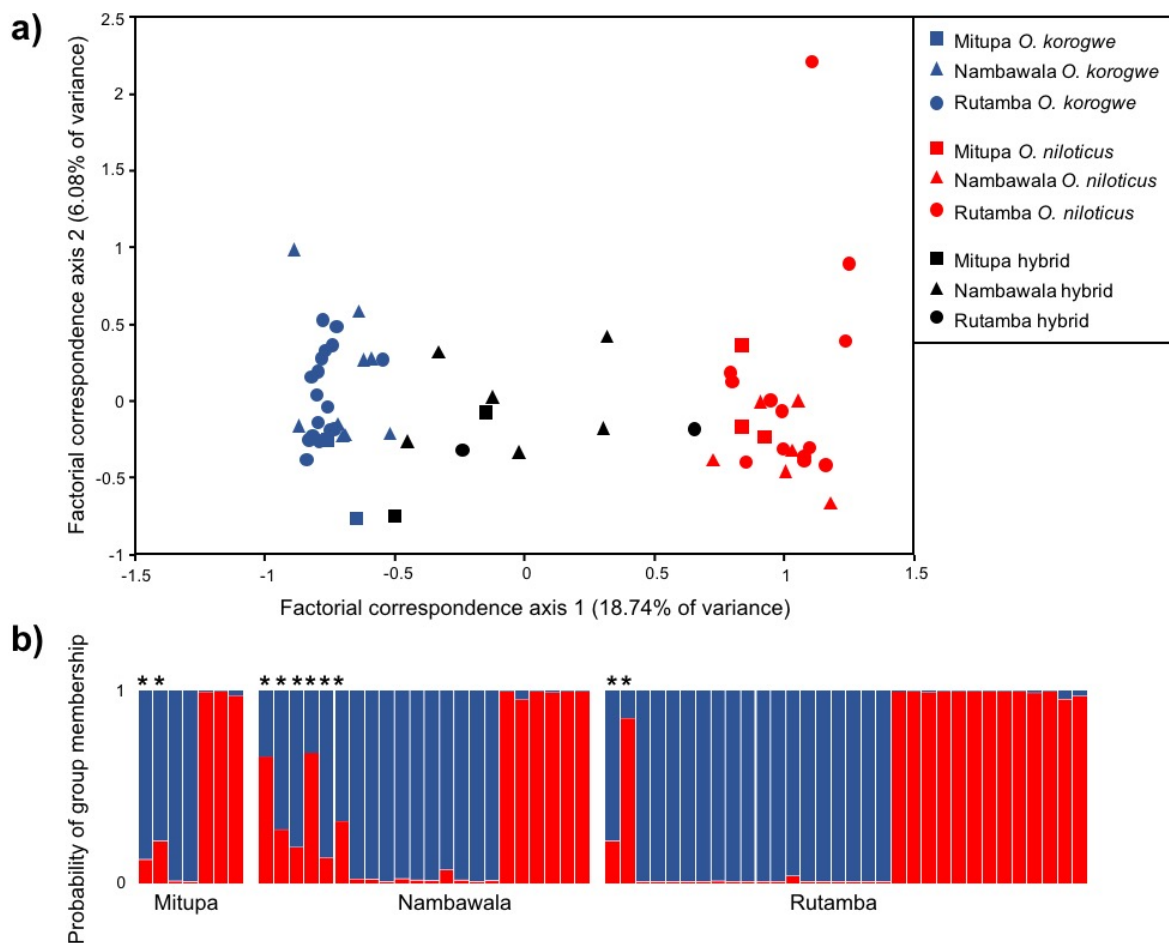 a)
Factorial correspondence axis 2 (6.08% of variance)
2.5
2
1.5
1
0.5
0
-0.5
-1
-1.5
-1
-0.5
0
0.5
1
1.5
Factorial correspondence axis 1 (18.74% of variance)
Mitupa O. korogwe
Nambawala O. korogwe
Rutamba O. korogwe
Mitupa O. niloticus
Nambawala O. niloticus
Rutamba O. niloticus
Mitupa hybrid
Nambawala hybrid
Rutamba hybrid
b)
Probability of group membership
1
0
* *
* * * * * *
* *
Mitupa
Nambawala
Rutamba